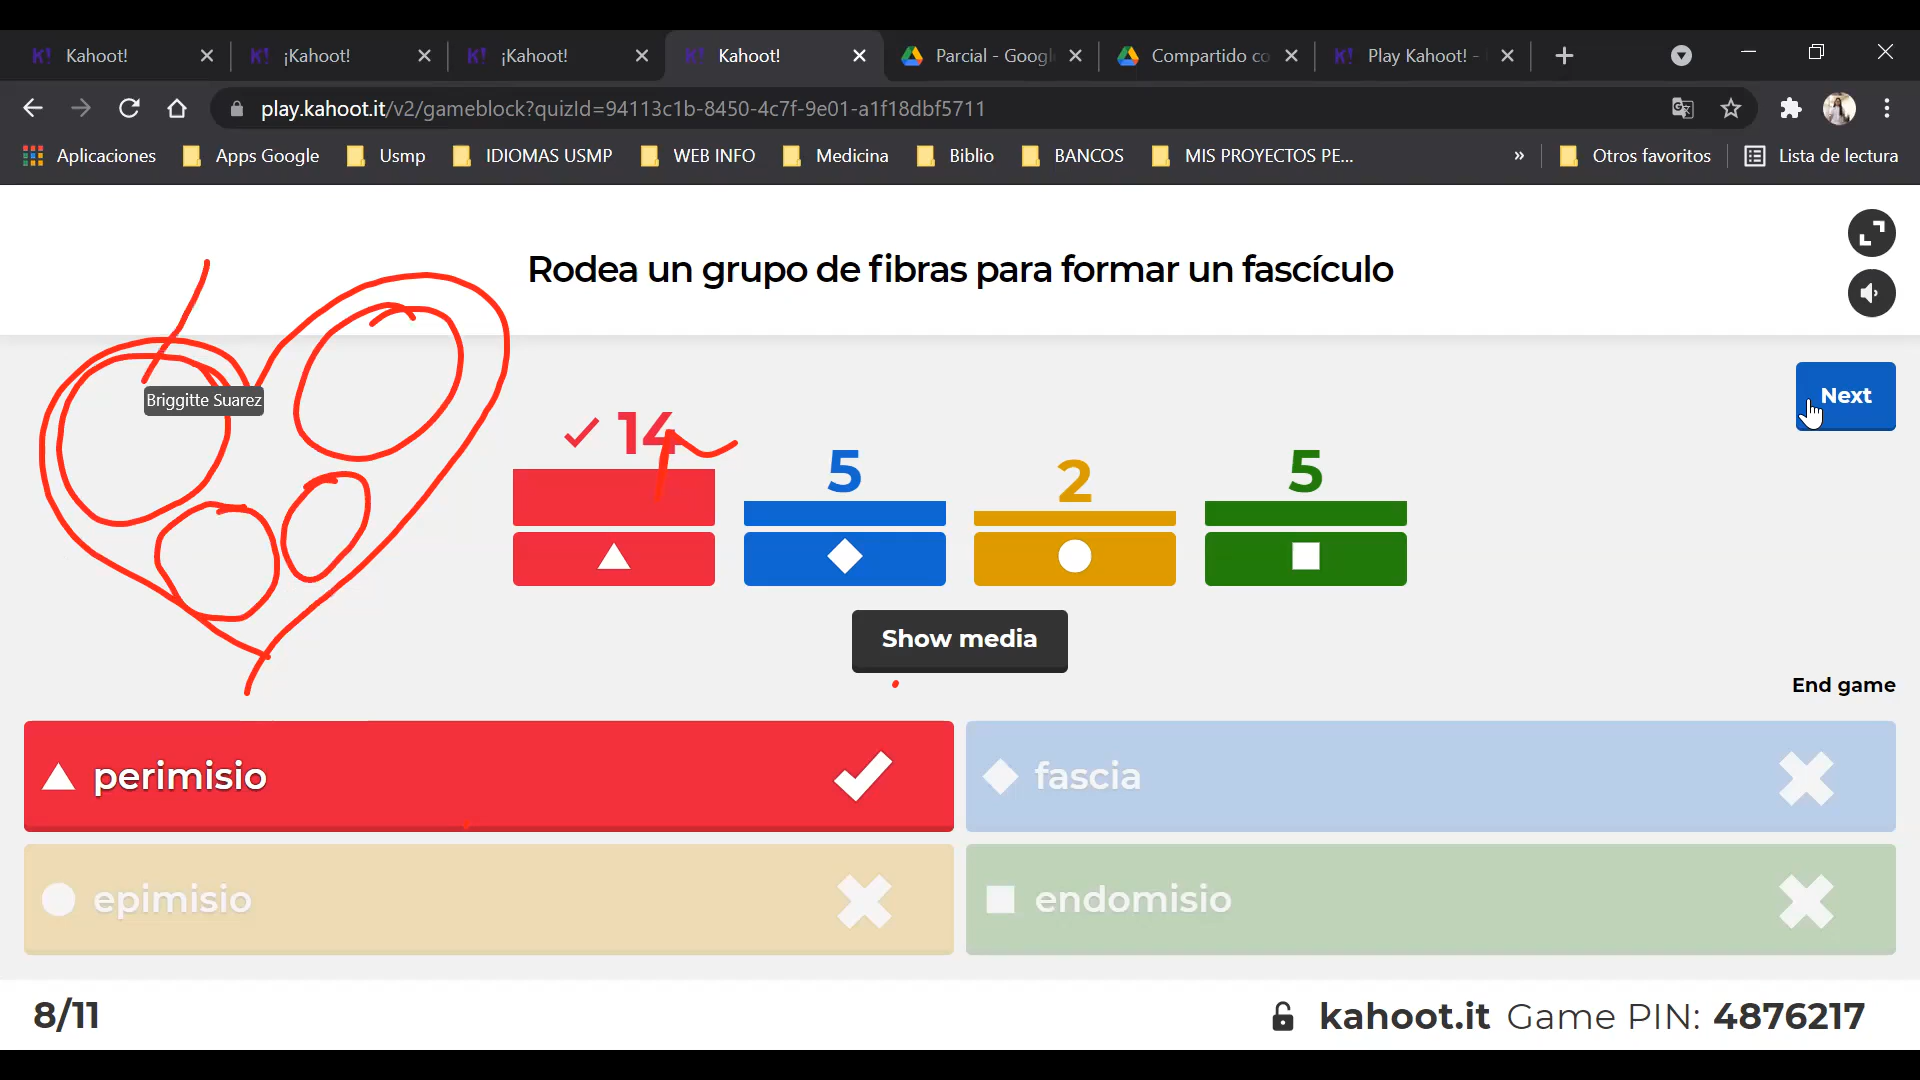 Kahoot!
¡Kahoot!
¡Kahoot!
Kahoot!
Parcial - Googl
Compartido co
Play Kahoot! -
play.kahoot.it/v2/gameblock?quizId=94113c1b-8450-4c7f-9e01-a1f18dbf5711
Aplicaciones
Apps Google
Usmp
IDIOMAS USMP
WEB INFO
Medicina
Biblio
BANCOS
MIS PROYECTOS PE...
»
Otros favoritos
Lista de lectura
Rodea un grupo de fibras para formar un fascículo
Briggitte Suarez
Next
14
5
2
5
Show media
End game
perimisio
fascia
epimisio
endomisio
8/11
kahoot.it Game PIN: 4876217